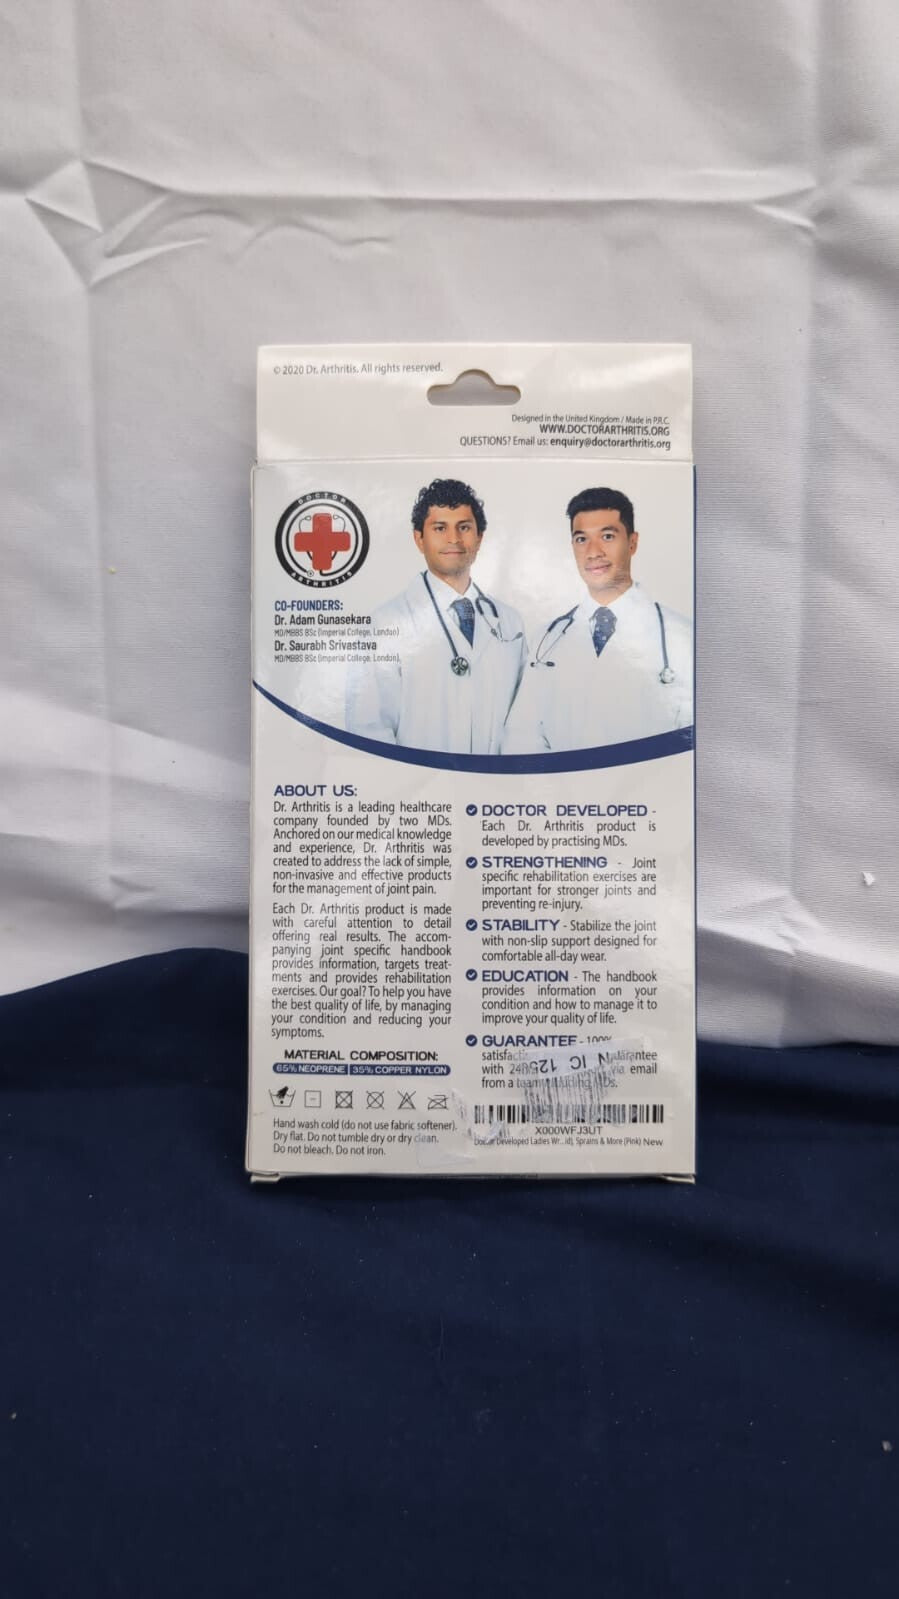 © 2020 Dr. Arthritis. All rights reserved.
Designed in the United Kingdom / Made in P.R.C.
WWW.DOCTORARTHRITIS.ORG
QUESTIONS? Email us: enquiry@doctorarthritis.org
DOCTOR
ARTHRITIS
CO-FOUNDERS:
Dr. Adam Gunasekara
MD/MBBS BSc (Imperial College, London)
Dr. Saurabh Srivastava
MD/MBBS BSc (Imperial College, London)
ABOUT US:
Dr. Arthritis is a leading healthcare
company founded by two MDs.
Anchored on our medical knowledge
and experience, Dr. Arthritis was
created to address the lack of simple,
non-invasive and effective products
for the management of joint pain.
Each Dr. Arthritis product is made
with careful attention to detail
offering real results. The accom-
panying joint specific handbook
provides information, targets treat-
ments and provides rehabilitation
exercises. Our goal? To help you have
the best quality of life, by managing
your condition and reducing your
symptoms.
MATERIAL COMPOSITION:
65% NEOPRENE | 35% COPPER NYLON
Hand wash cold (do not use fabric softener).
Dry flat. Do not tumble dry or dry clean.
Do not bleach. Do not iron.
DOCTOR DEVELOPED -
Each Dr. Arthritis product is
developed by practising MDs.
STRENGTHENING - Joint
specific rehabilitation exercises are
important for stronger joints and
preventing re-injury.
STABILITY - Stabilize the joint
with non-slip support designed for
comfortable all-day wear.
EDUCATION - The handbook
provides information on your
condition and how to manage it to
improve your quality of life.
GUARANTEE - 100%
with via email
from a
X000WFJ3UT
Developed Ladies Wr...id, Sprains & More (Pink) New